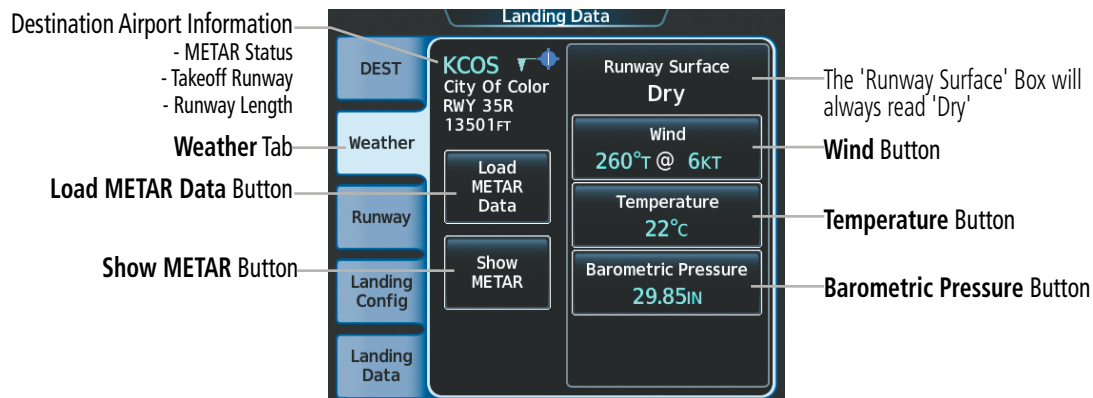 Landing Data
Destination Airport Information
- METAR Status
- Takeoff Runway
- Runway Length
Weather Tab
Load METAR Data Button
Show METAR Button
DEST
Weather
Runway
Landing
Config
Landing
Data
KCOS
City Of Color
RWY 35R
13501FT
Load
METAR
Data
Show
METAR
Runway Surface
Dry
Wind
260°T @ 6KT
Temperature
22°C
Barometric Pressure
29.85IN
The 'Runway Surface' Box will
always read 'Dry'
Wind Button
Temperature Button
Barometric Pressure Button